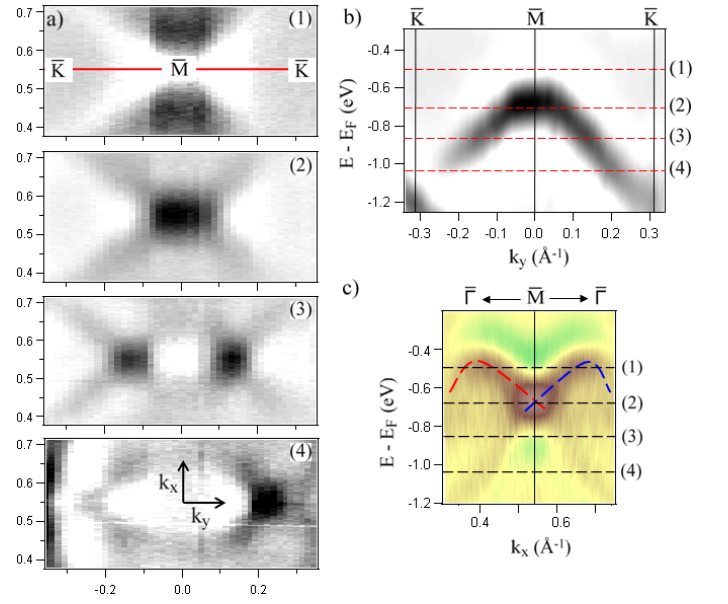 a)
(1)
K̅ M̅ K̅
0.7
0.6
0.5
0.4
(2)
0.7
0.6
0.5
0.4
(3)
0.7
0.6
0.5
0.4
(4)
0.7
0.6
0.5
0.4
kx
ky
-0.2 0.0 0.2
b)
K̅ M̅ K̅
-0.4
-0.6
-0.8
-1.0
-1.2
E - EF (eV)
(1)
(2)
(3)
(4)
-0.3 -0.2 -0.1 0.0 0.1 0.2 0.3
ky (Å-1)
c)
Γ̅ M̅ Γ̅
-0.4
-0.6
-0.8
-1.0
-1.2
E - EF (eV)
(1)
(2)
(3)
(4)
0.4 0.6
kx (Å-1)